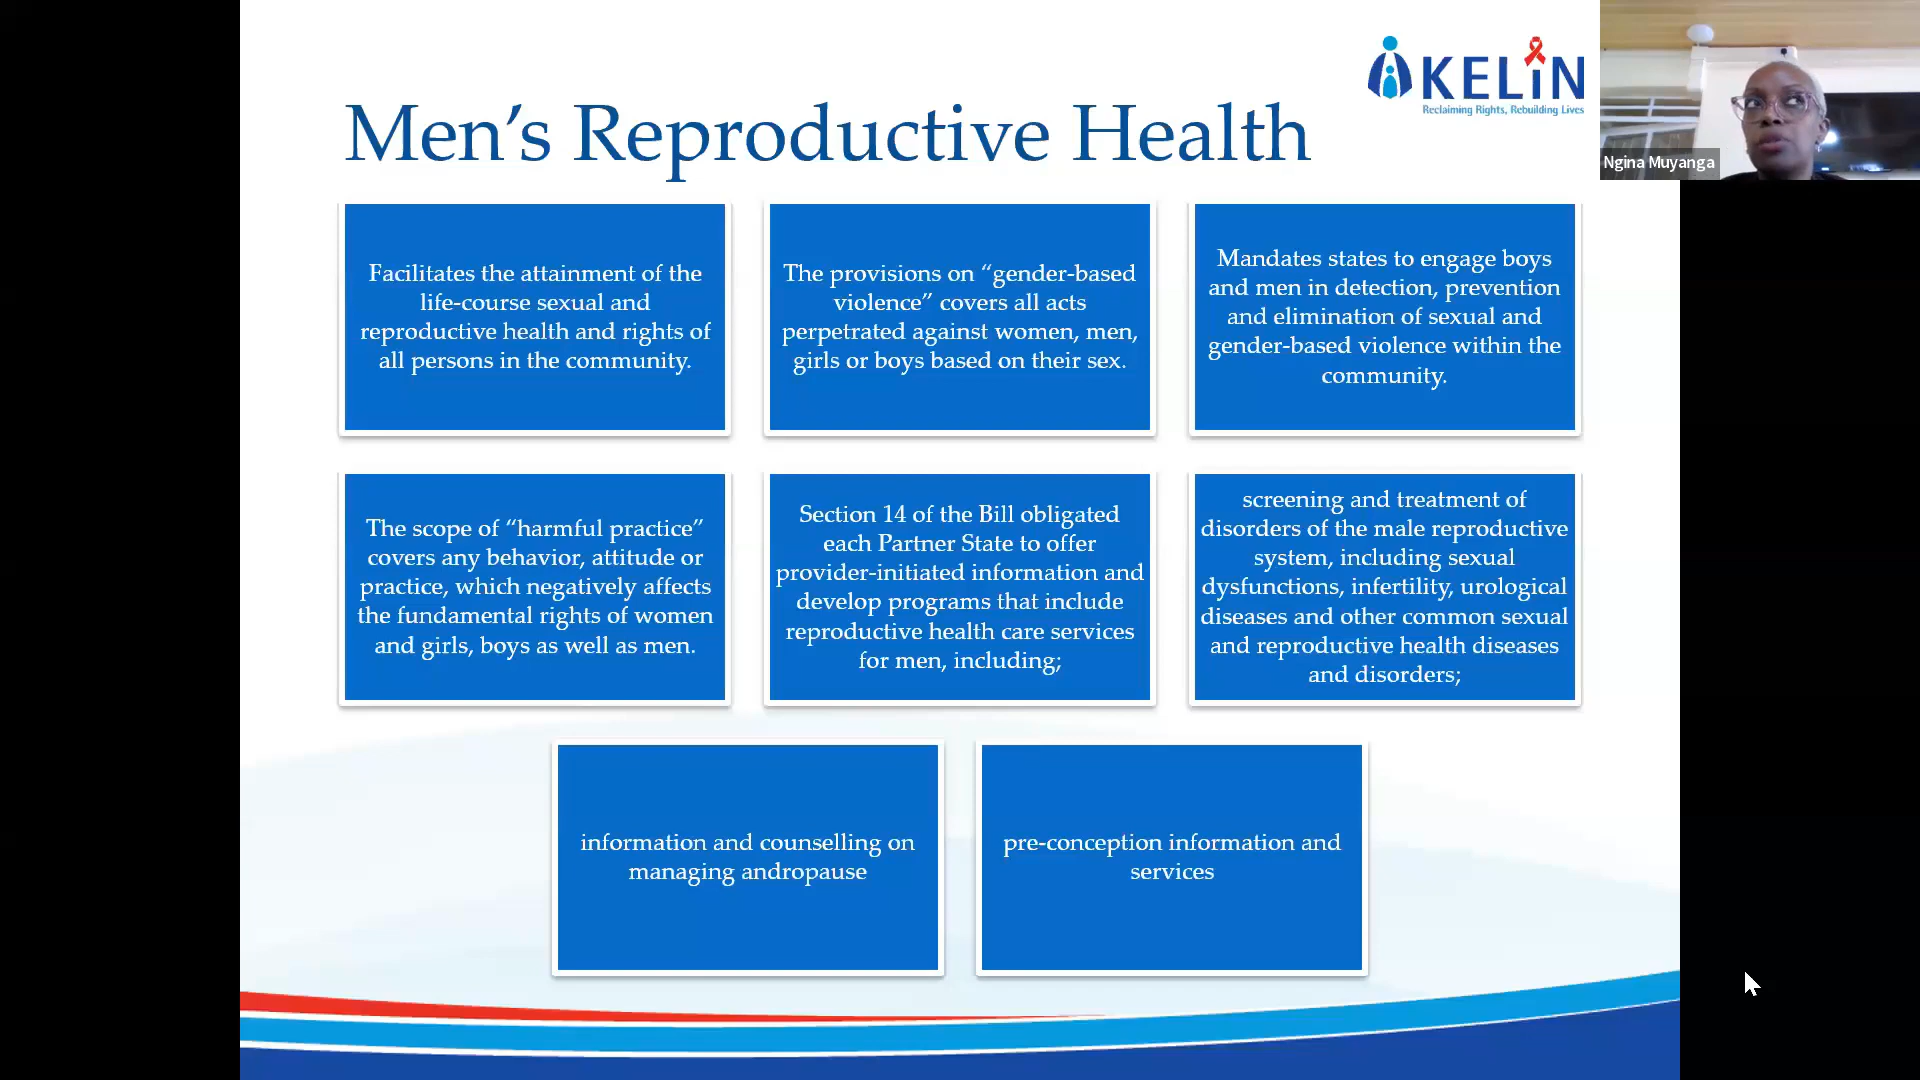 KELIN
Reclaiming Rights, Rebuilding Lives
Ngina Muyanga
Men’s Reproductive Health
Facilitates the attainment of the
life-course sexual and
reproductive health and rights of
all persons in the community.
The provisions on “gender-based
violence” covers all acts
perpetrated against women, men,
girls or boys based on their sex.
Mandates states to engage boys
and men in detection, prevention
and elimination of sexual and
gender-based violence within the
community.
The scope of “harmful practice”
covers any behavior, attitude or
practice, which negatively affects
the fundamental rights of women
and girls, boys as well as men.
Section 14 of the Bill obligated
each Partner State to offer
provider-initiated information and
develop programs that include
reproductive health care services
for men, including;
screening and treatment of
disorders of the male reproductive
system, including sexual
dysfunctions, infertility, urological
diseases and other common sexual
and reproductive health diseases
and disorders;
information and counselling on
managing andropause
pre-conception information and
services